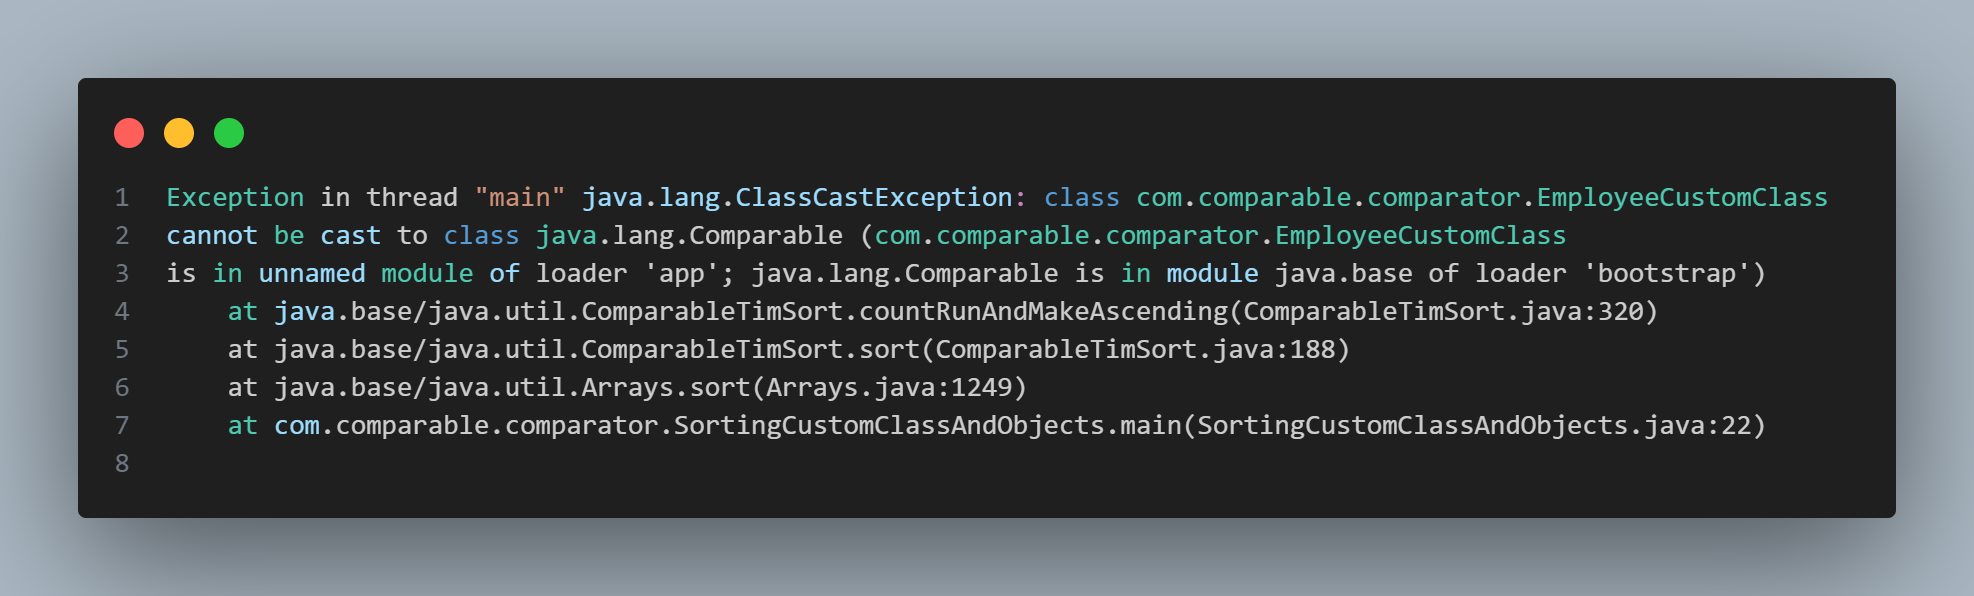 1 Exception in thread "main" java.lang.ClassCastException: class com.comparable.comparator.EmployeeCustomClass
2 cannot be cast to class java.lang.Comparable (com.comparable.comparator.EmployeeCustomClass
3 is in unnamed module of loader 'app'; java.lang.Comparable is in module java.base of loader 'bootstrap')
4     at java.base/java.util.ComparableTimSort.countRunAndMakeAscending(ComparableTimSort.java:320)
5     at java.base/java.util.ComparableTimSort.sort(ComparableTimSort.java:188)
6     at java.base/java.util.Arrays.sort(Arrays.java:1249)
7     at com.comparable.comparator.SortingCustomClassAndObjects.main(SortingCustomClassAndObjects.java:22)
8